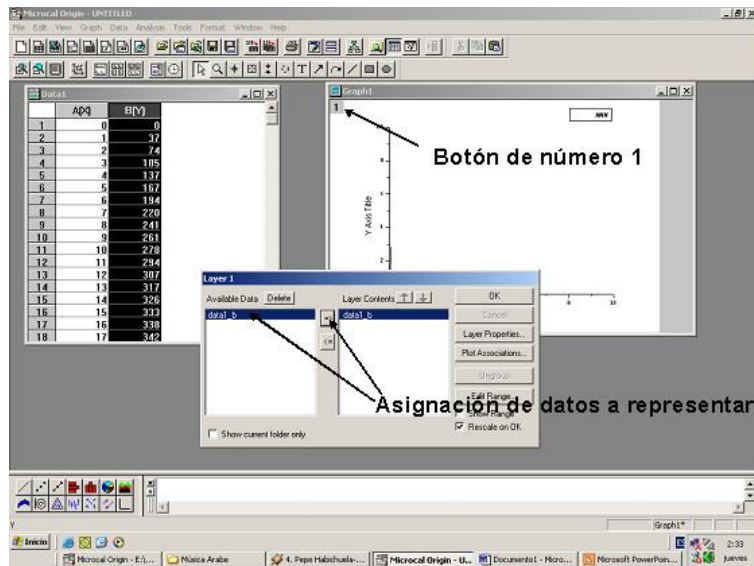 Microcal Origin - UNTITLED
File Edit View Graph Data Analysis Tools Format Window Help
Data1
A[X] B[Y]
1 0 0
2 1 37
3 2 74
4 3 105
5 4 137
6 5 167
7 6 194
8 7 220
9 8 241
10 9 261
11 10 278
12 11 294
13 12 307
14 13 317
15 14 326
16 15 333
17 16 338
18 17 342
Graph1
1
Botón de número 1
Y Axis Title
8
10
Layer 1
Available Data Delete Layer Contents
data1_b
=>
<=
data1_b
OK
Cancel
Layer Properties...
Plot Associations...
Ungroup
Edit Range...
Show Range
Rescale on OK
Show current folder only
Asignación de datos a representar
Graph1*
Inicio
2:33
jueves
Microcal Origin - E:\...
Música Arabe
4. Pepe Habichuela-...
Microcal Origin - U...
Documento1 - Micro...
Microsoft PowerPoin...